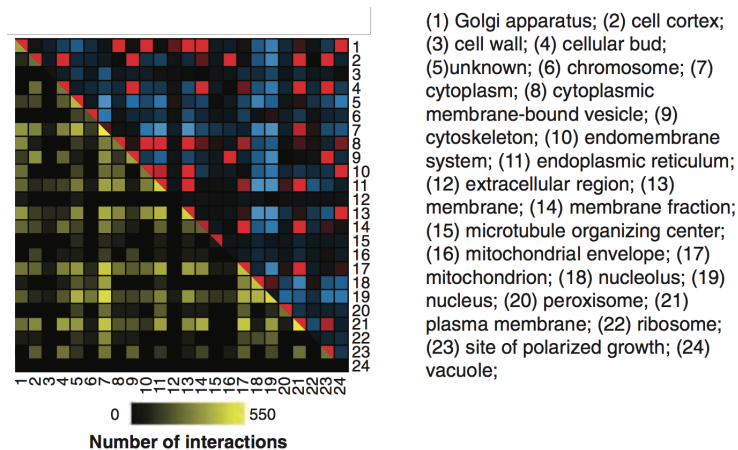 (1) Golgi apparatus; (2) cell cortex;
(3) cell wall; (4) cellular bud;
(5)unknown; (6) chromosome; (7)
cytoplasm; (8) cytoplasmic
membrane-bound vesicle; (9)
cytoskeleton; (10) endomembrane
system; (11) endoplasmic reticulum;
(12) extracellular region; (13)
membrane; (14) membrane fraction;
(15) microtubule organizing center;
(16) mitochondrial envelope; (17)
mitochondrion; (18) nucleolus; (19)
nucleus; (20) peroxisome; (21)
plasma membrane; (22) ribosome;
(23) site of polarized growth; (24)
vacuole;
1
2
3
4
5
6
7
8
9
10
11
12
13
14
15
16
17
18
19
20
21
22
23
24
1 2 3 4 5 6 7 8 9 10 11 12 13 14 15 16 17 18 19 20 21 22 23 24
0 550
Number of interactions